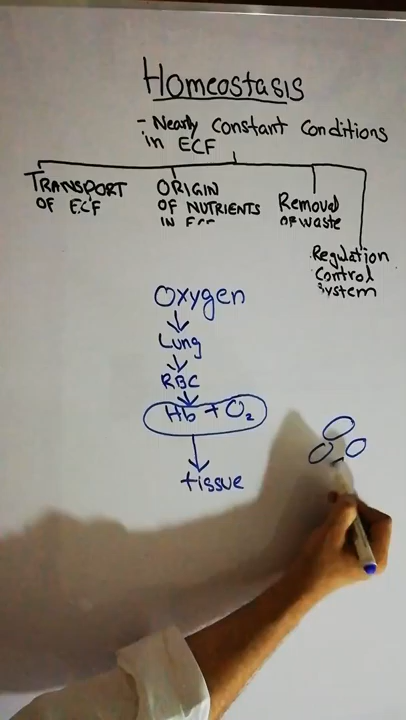 Homeostasis
- Nearly Constant Conditions
in ECF
TRANSPORT
OF ECF
ORIGIN
OF NUTRIENTS
IN
Removal
OF waste
Regulation
Control
System
Oxygen
Lung
RBC
Hb + O₂
tissue